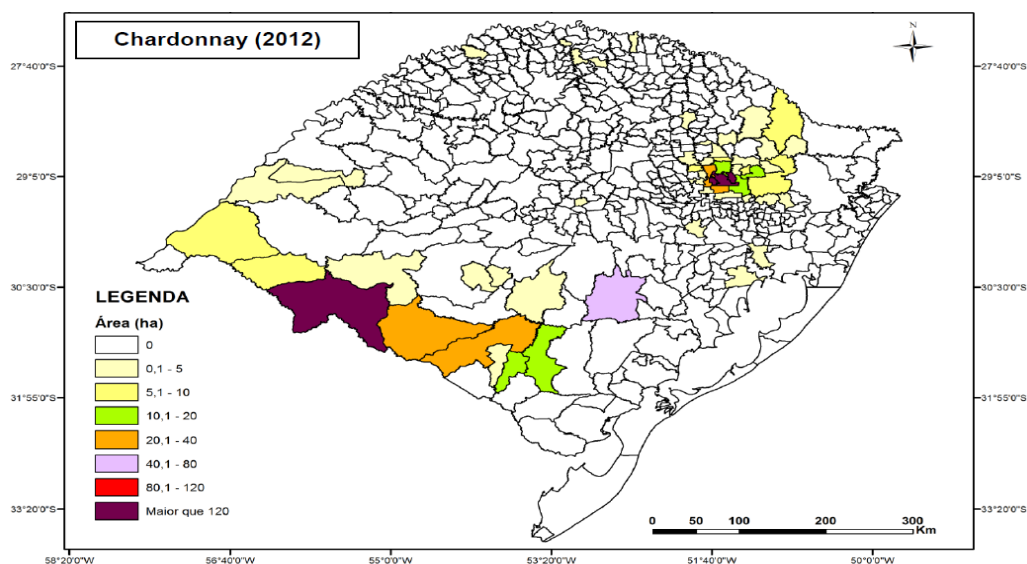 Chardonnay (2012)
N
27°40'0"S
27°40'0"S
29°5'0"S
29°5'0"S
30°30'0"S
30°30'0"S
31°55'0"S
31°55'0"S
33°20'0"S
33°20'0"S
LEGENDA
Área (ha)
0
0,1 - 5
5,1 - 10
10,1 - 20
20,1 - 40
40,1 - 80
80,1 - 120
Maior que 120
0 50 100 200 300
Km
58°20'0"W 56°40'0"W 55°0'0"W 53°20'0"W 51°40'0"W 50°0'0"W